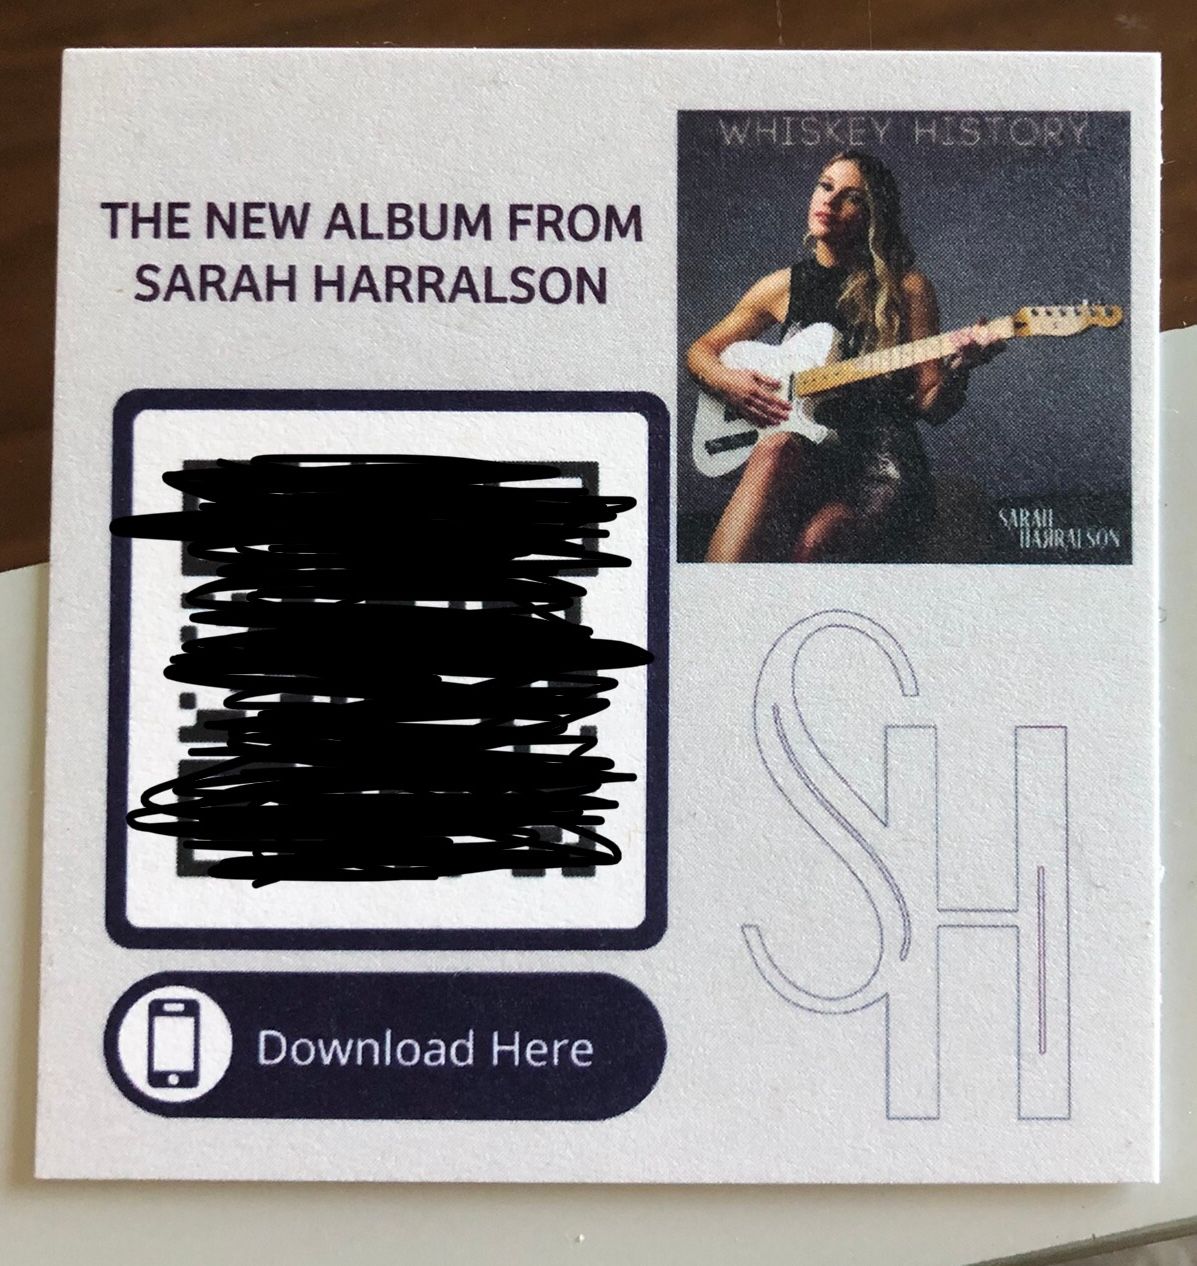 THE NEW ALBUM FROM
SARAH HARRALSON
WHISKEY HISTORY
SARAH
HARRALSON
SH
Download Here